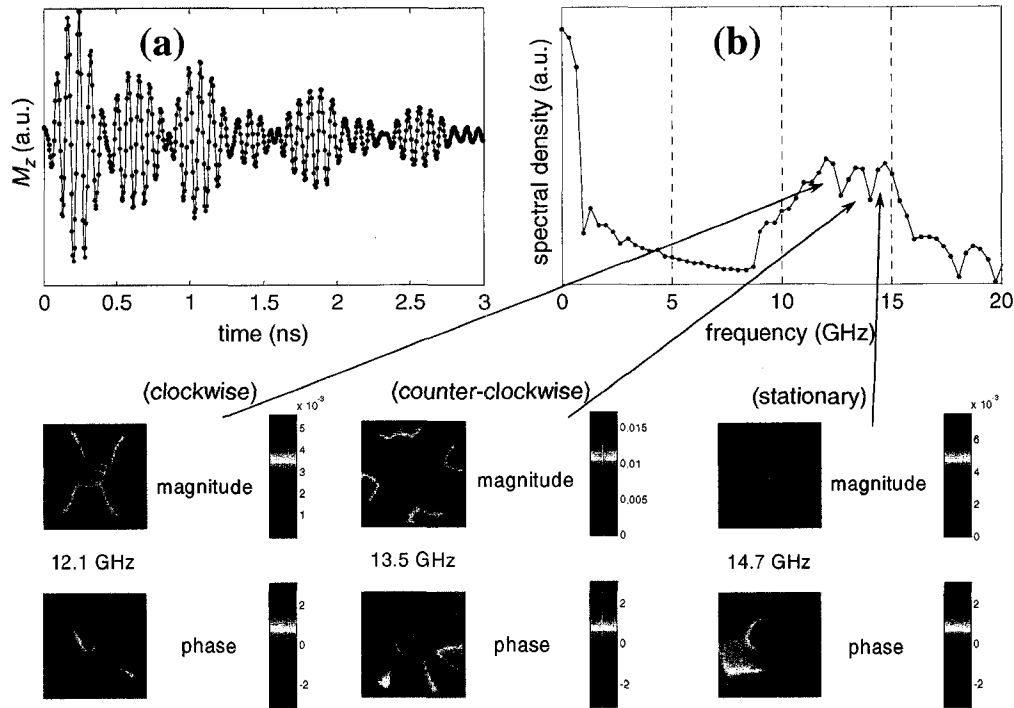 (a)
M_z (a.u.)
0 0.5 1 1.5 2 2.5 3
time (ns)
(b)
spectral density (a.u.)
0 5 10 15 20
frequency (GHz)
(clockwise)
(counter-clockwise)
(stationary)
x 10^-3
5
4
3
2
1
magnitude
0.015
0.01
0,005
0
magnitude
x 10^-3
6
4
2
0
magnitude
12.1 GHz
13.5 GHz
14.7 GHz
2
0
-2
phase
2
0
-2
phase
2
0
-2
phase